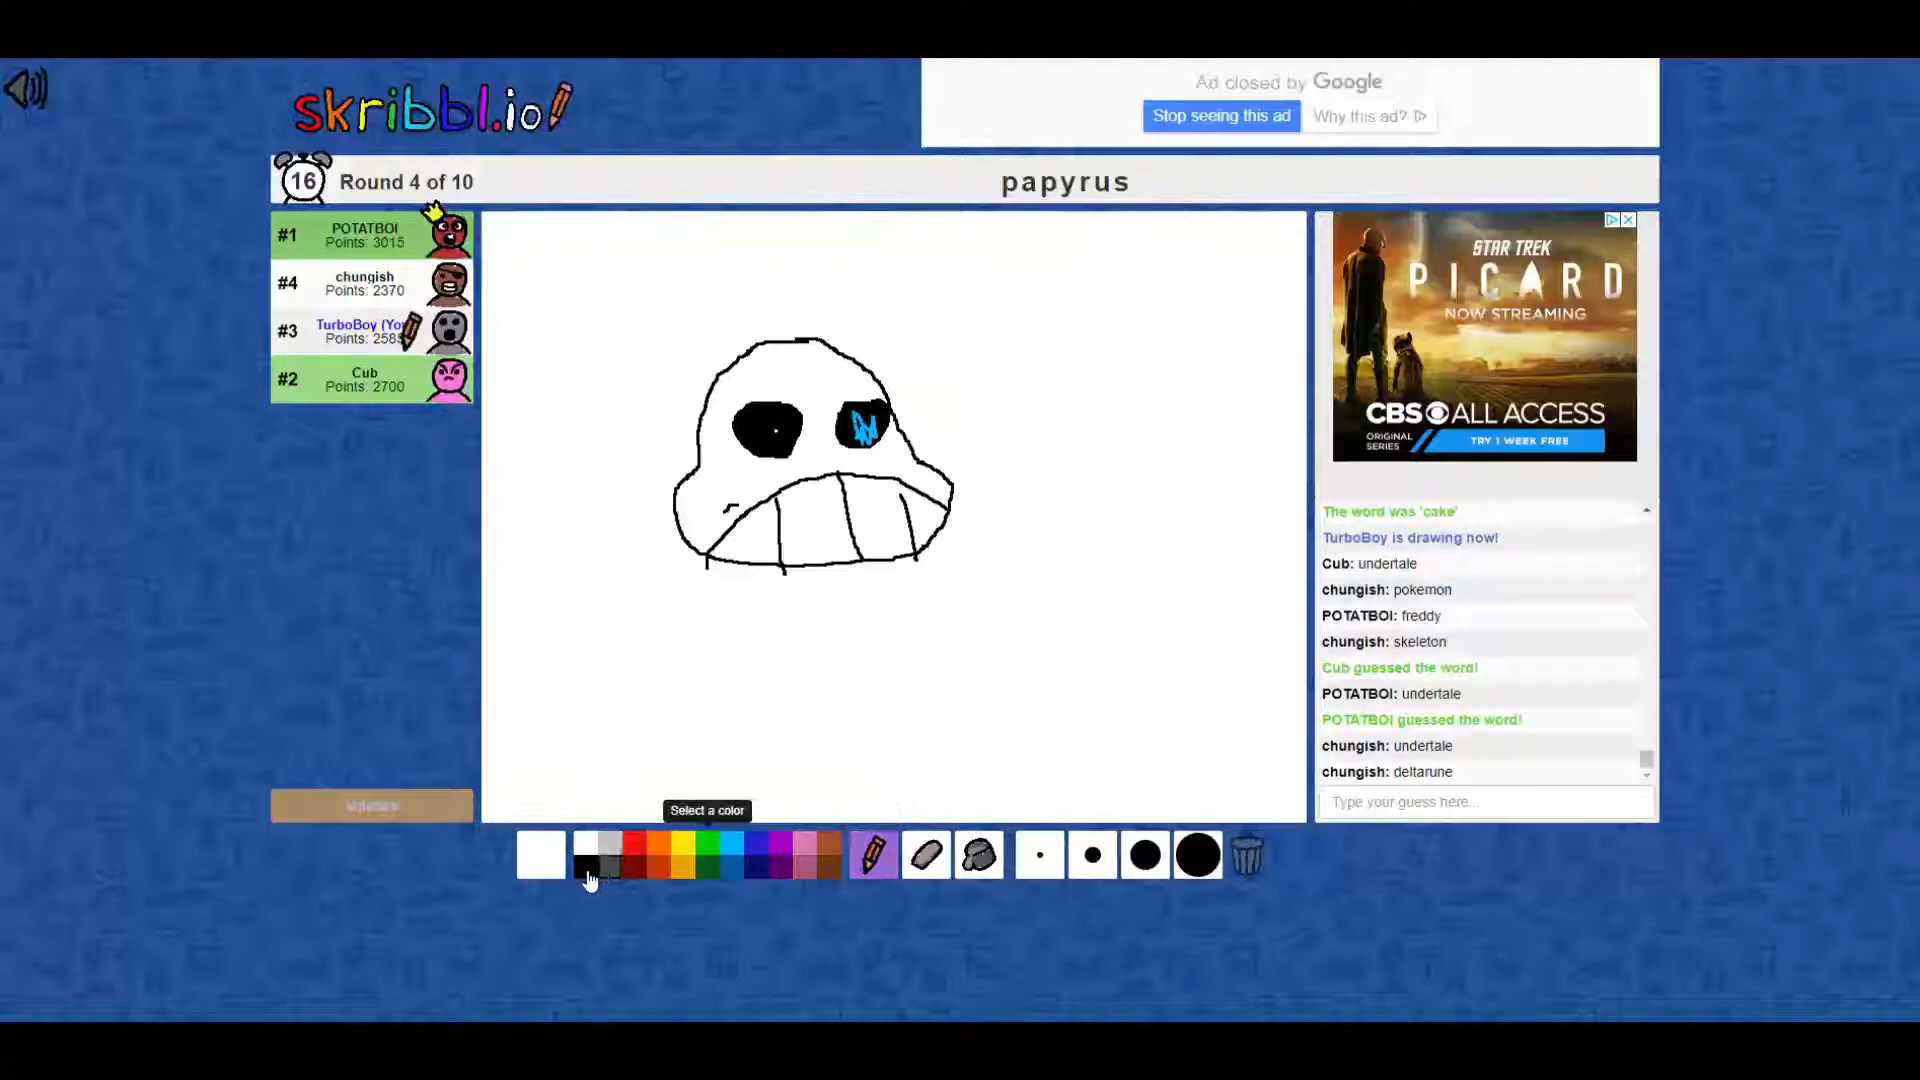 skribbl.io
Ad closed by Google
Stop seeing this ad
Why this ad?
16
Round 4 of 10
papyrus
#1
POTATBOI
Points: 3015
#4
chungish
Points: 2370
#3
TurboBoy (You
Points: 2585
#2
Cub
Points: 2700
STAR TREK
PICARD
NOW STREAMING
CBS ALL ACCESS
ORIGINAL SERIES
TRY 1 WEEK FREE
The word was 'cake'
TurboBoy is drawing now!
Cub: undertale
chungish: pokemon
POTATBOI: freddy
chungish: skeleton
Cub guessed the word!
POTATBOI: undertale
POTATBOI guessed the word!
chungish: undertale
chungish: deltarune
Type your guess here...
Select a color